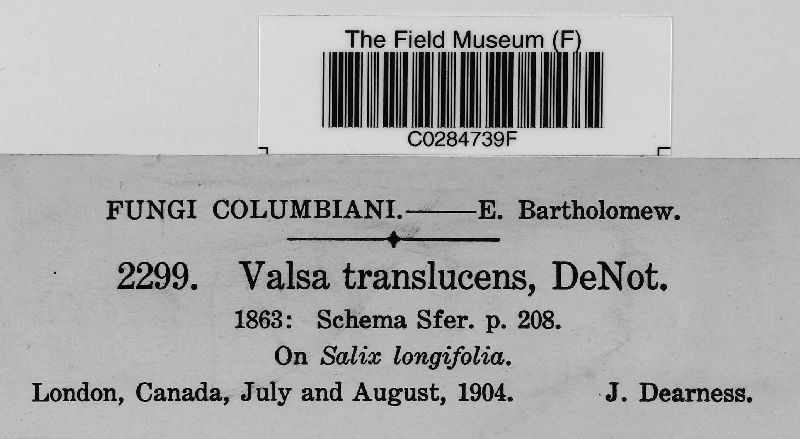 The Field Museum (F)
C0284739F
FUNGI COLUMBIANI.——E. Bartholomew.
2299. Valsa translucens, DeNot.
1863: Schema Sfer. p. 208.
On Salix longifolia.
London, Canada, July and August, 1904. J. Dearness.